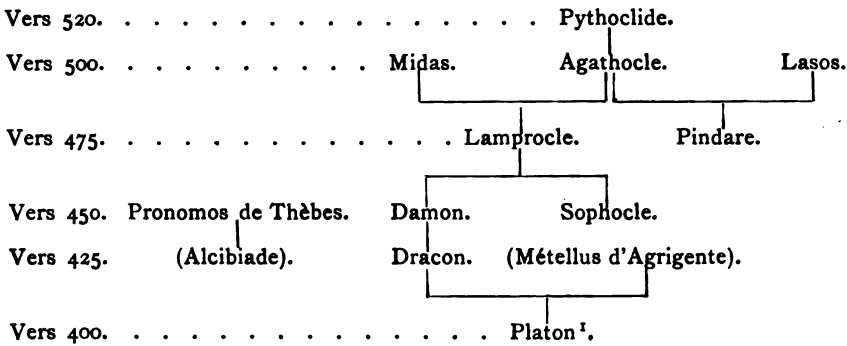 Vers 520. . . . . . . . . . . . . . . . Pythoclide.
Vers 500. . . . . . . . . . Midas. Agathocle. Lasos.
Vers 475. . . . . . . . . . . . . Lamprocle. Pindare.
Vers 450. Pronomos de Thèbes. Damon. Sophocle.
Vers 425. (Alcibiade). Dracon. (Métellus d'Agrigente).
Vers 400. . . . . . . . . . . . . . . Platon¹.